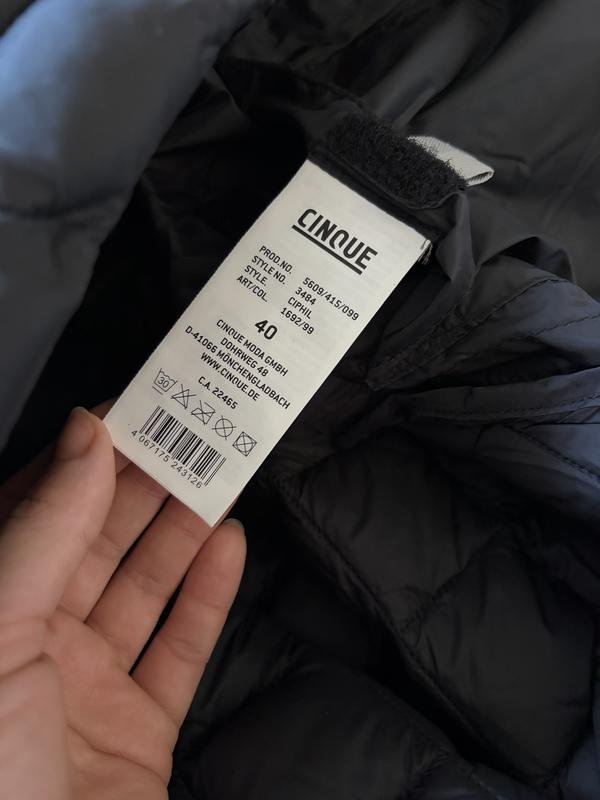 CINQUE
PROD.NO. 5609/415/099
STYLE NO. 3484
STYLE. CIPHIL
ART/COL. 1692/99
40
CINQUE MODA GMBH
DOHRWEG 48
D-41066 MÖNCHENGLADBACH
WWW.CINQUE.DE
C.A. 22465
30
4 067175 243126